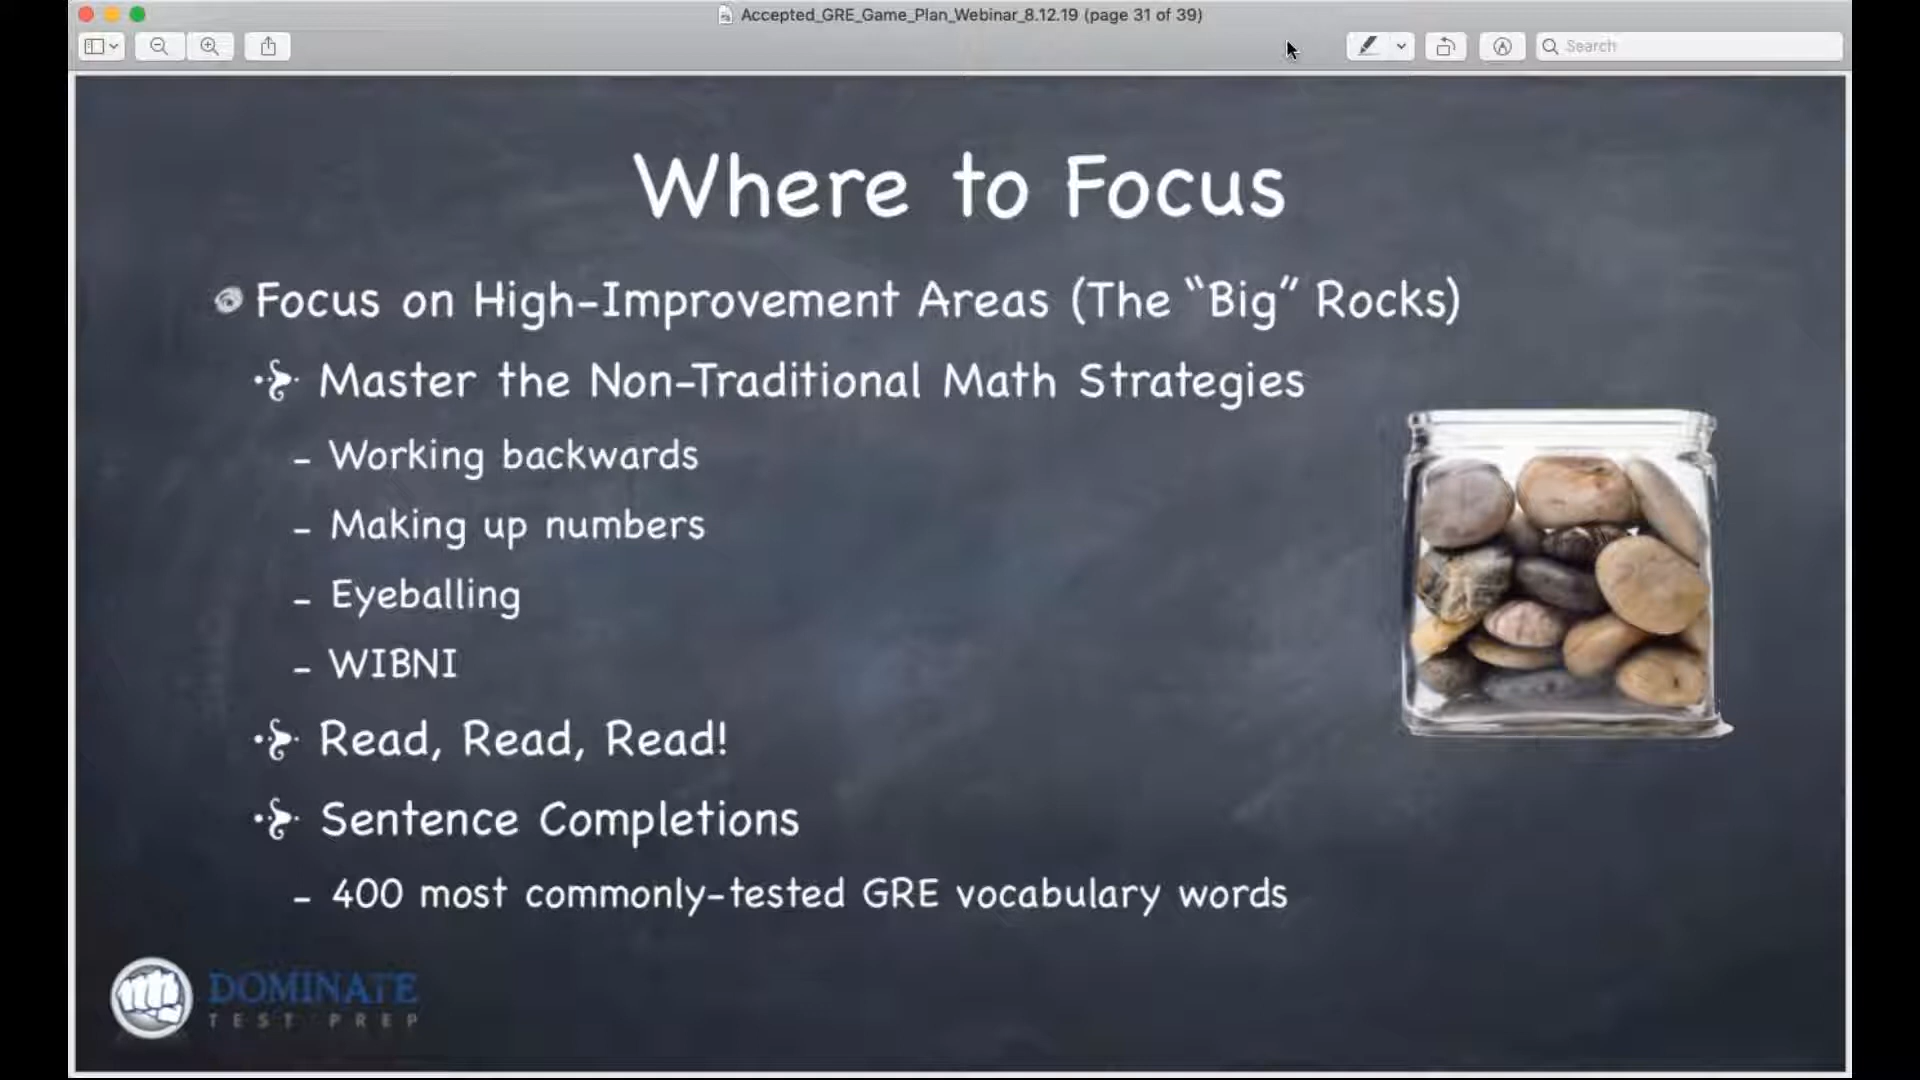 Accepted_GRE_Game_Plan_Webinar_8.12.19 (page 31 of 39)
Search
Where to Focus
Focus on High-Improvement Areas (The “Big” Rocks)
Master the Non-Traditional Math Strategies
- Working backwards
- Making up numbers
- Eyeballing
- WIBNI
Read, Read, Read!
Sentence Completions
- 400 most commonly-tested GRE vocabulary words
DOMINATE
TEST PREP